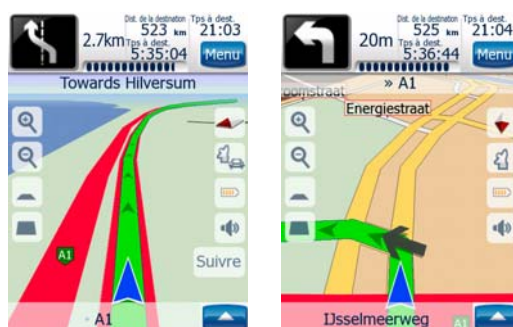 Dist. de la destination Tps à dest.
523 km 21:03
2.7km Tps à dest.
5:35:04 Menu
Towards Hilversum
A1
Suivre
A1
Dist. de la destination Tps à dest.
525 km 21:04
20m Tps à dest.
5:36:44 Menu
» A1
oomstraat
Energiestraat
IJsselmeerweg A1